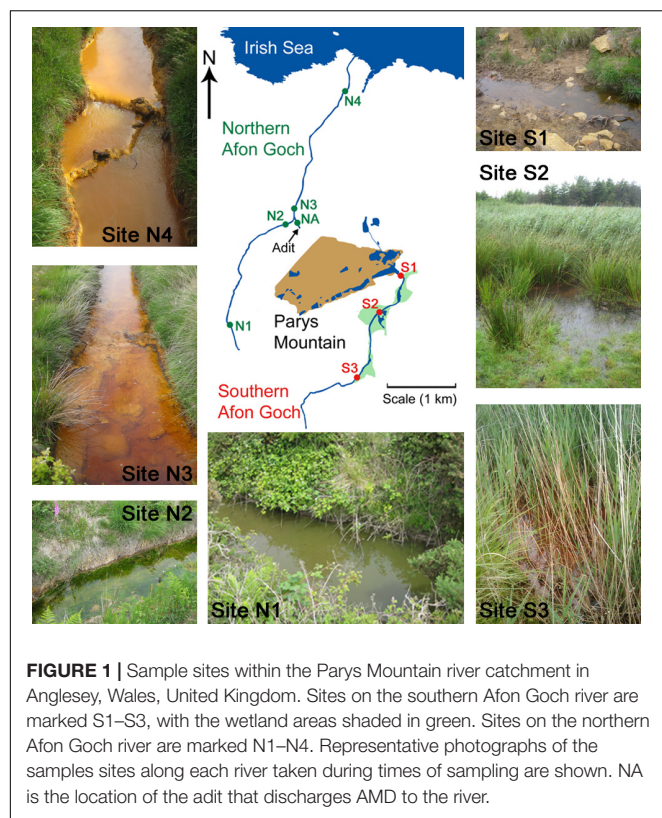 Irish Sea
N
N4
Northern
Afon Goch
N3
N2
NA
Adit
S1
S2
Parys
Mountain
N1
S3
Southern
Afon Goch
Scale (1 km)
Site N4
Site N3
Site N2
Site N1
Site S1
Site S2
Site S3
FIGURE 1 | Sample sites within the Parys Mountain river catchment in
Anglesey, Wales, United Kingdom. Sites on the southern Afon Goch river are
marked S1–S3, with the wetland areas shaded in green. Sites on the northern
Afon Goch river are marked N1–N4. Representative photographs of the
samples sites along each river taken during times of sampling are shown. NA
is the location of the adit that discharges AMD to the river.